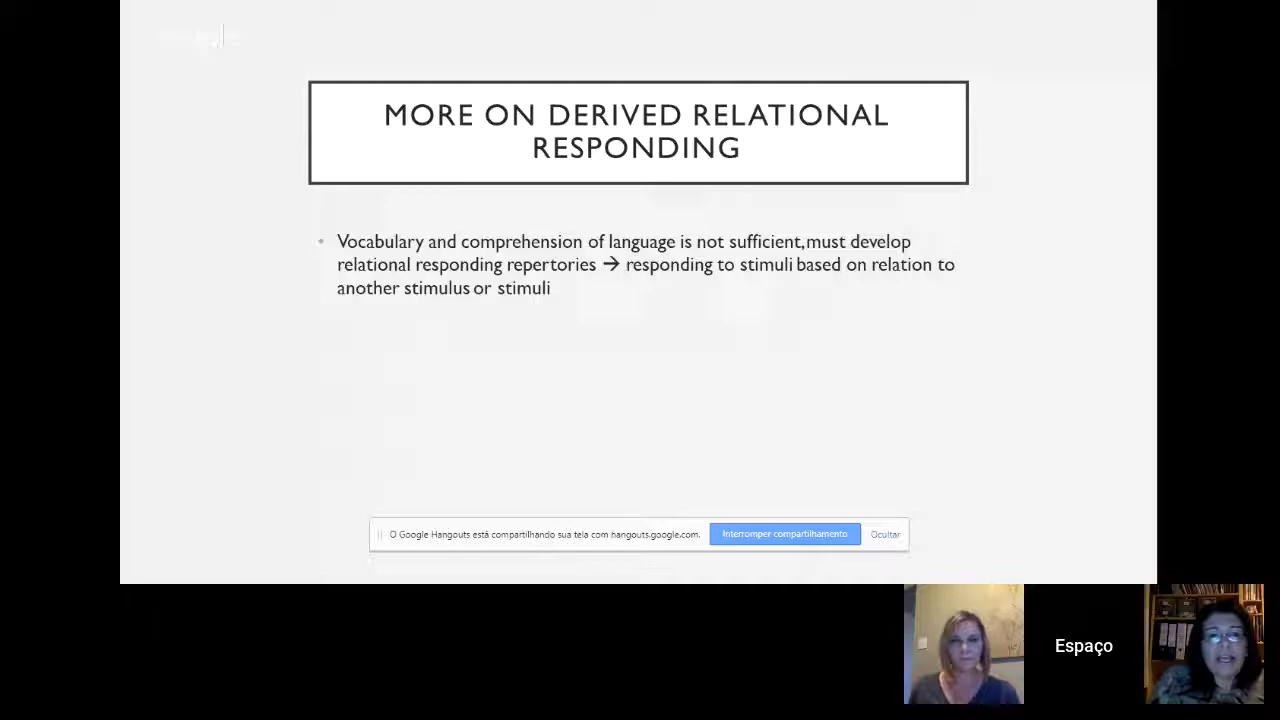 MORE ON DERIVED RELATIONAL
RESPONDING
• Vocabulary and comprehension of language is not sufficient, must develop
relational responding repertories → responding to stimuli based on relation to
another stimulus or stimuli
O Google Hangouts está compartilhando sua tela com hangouts.google.com. Interromper compartilhamento Ocultar
Espaço